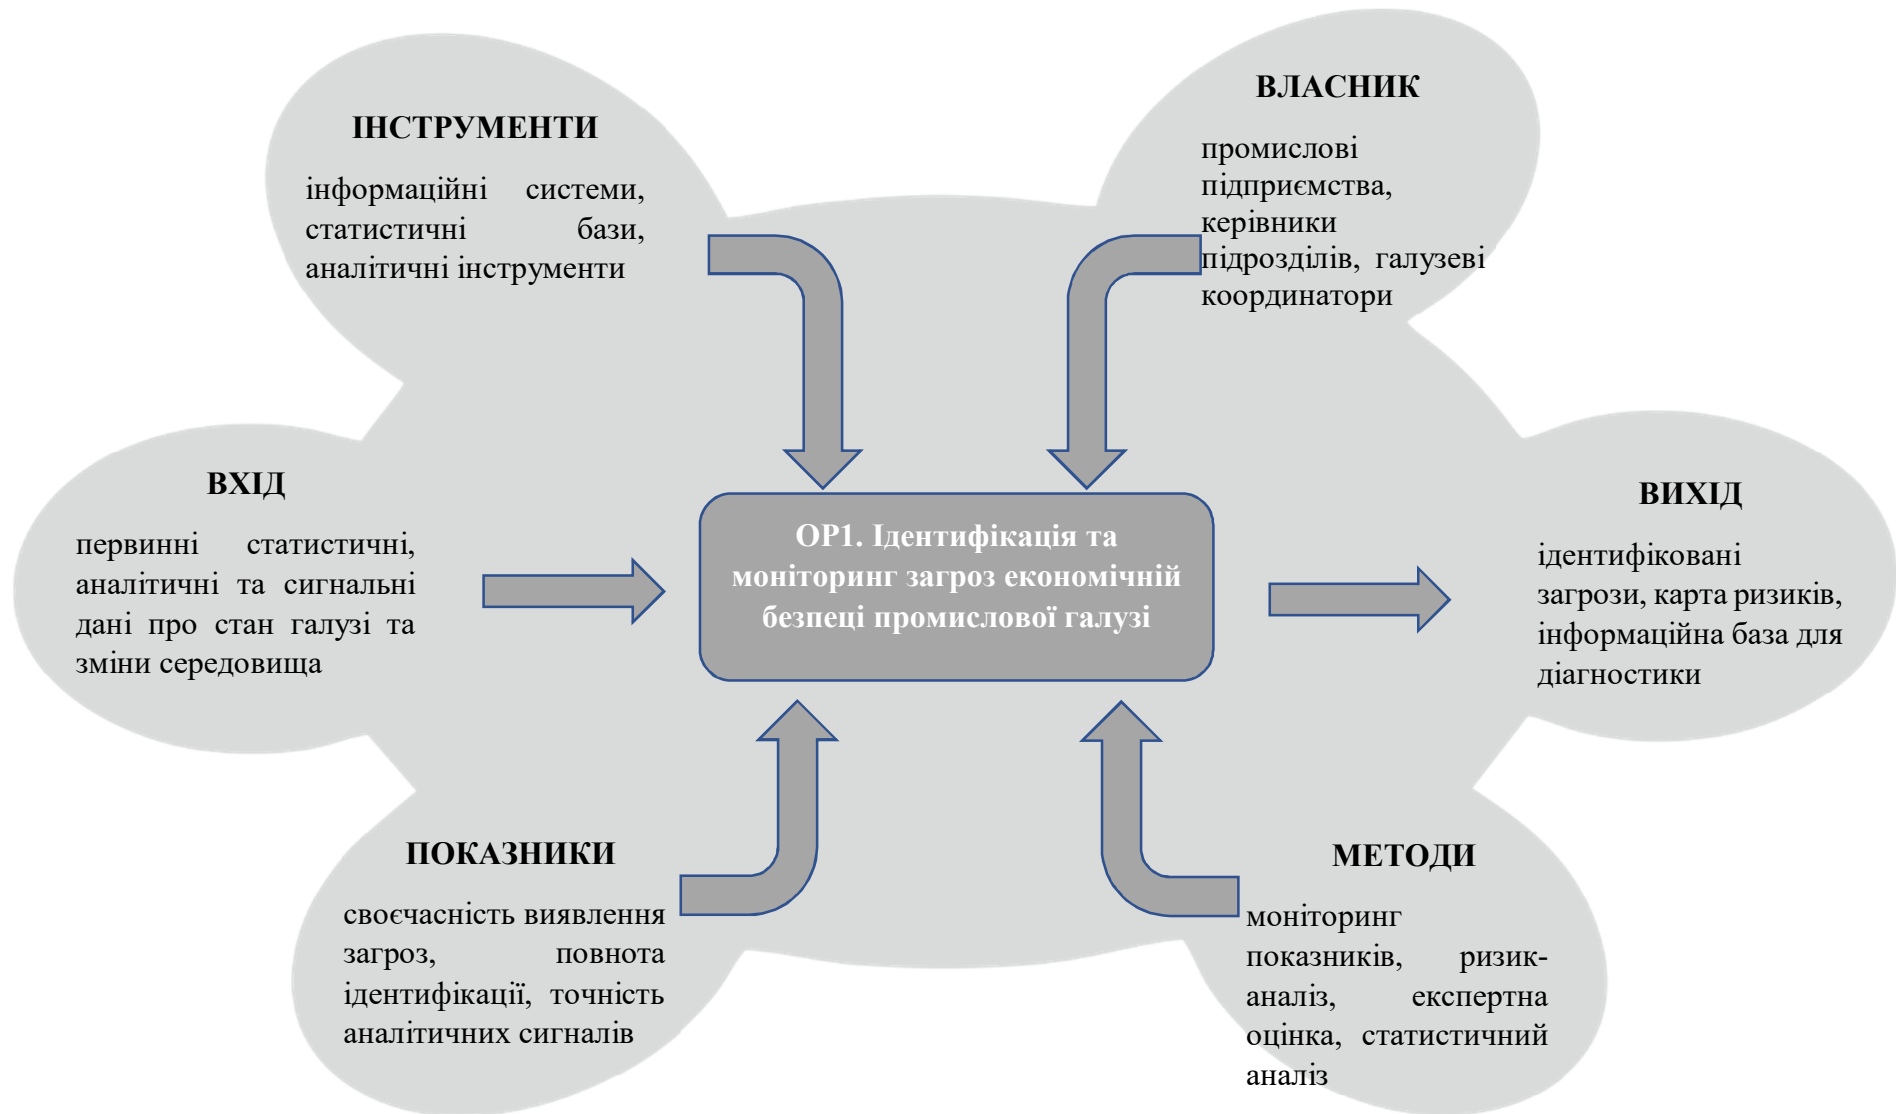 ІНСТРУМЕНТИ
інформаційні системи,
статистичні бази,
аналітичні інструменти
ВЛАСНИК
промислові
підприємства,
керівники
підрозділів, галузеві
координатори
ВХІД
первинні статистичні,
аналітичні та сигнальні
дані про стан галузі та
зміни середовища
ОР1. Ідентифікація та
моніторинг загроз економічній
безпеці промислової галузі
ВИХІД
ідентифіковані
загрози, карта ризиків,
інформаційна база для
діагностики
ПОКАЗНИКИ
своєчасність виявлення
загроз, повнота
ідентифікації, точність
аналітичних сигналів
МЕТОДИ
моніторинг
показників, ризик-
аналіз, експертна
оцінка, статистичний
аналіз